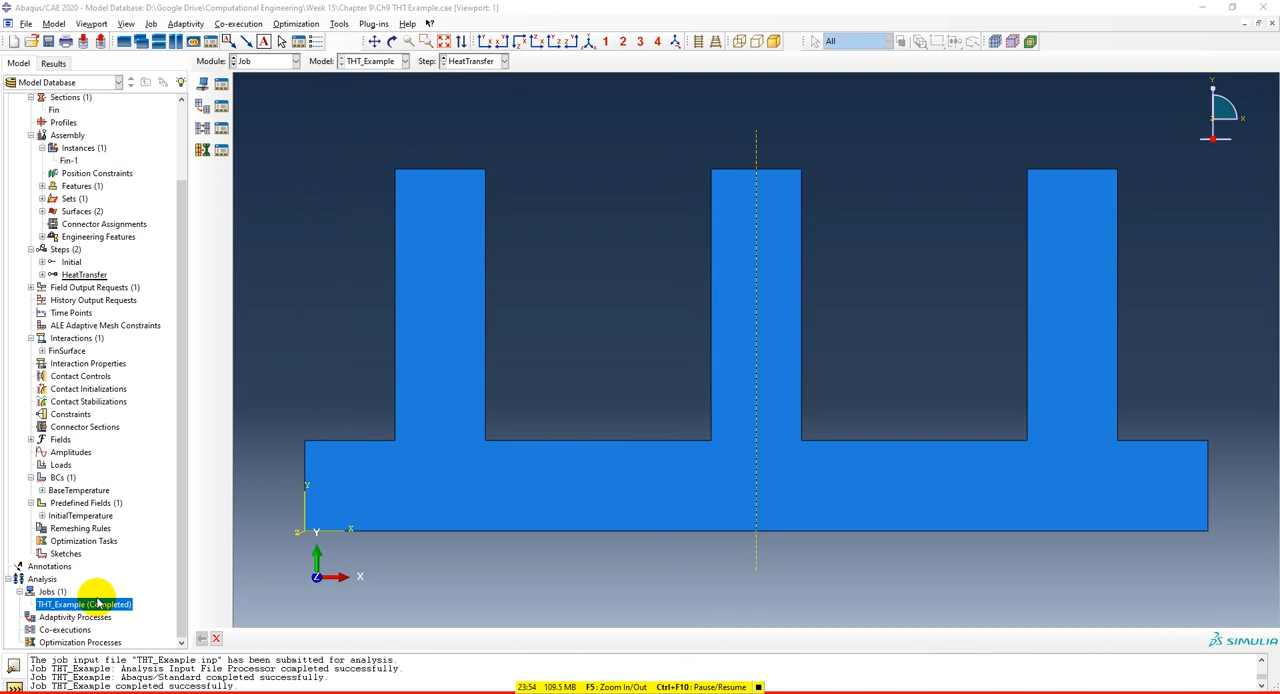 Abaqus/CAE 2020 - Model Database: D:\Google Drive\Computational Engineering\Week 15\Chapter 9\Ch9 THT Example.cae [Viewport: 1]
File Model Viewport View Job Adaptivity Co-execution Optimization Tools Plug-ins Help
1 2 3 4 All
Model Results Module: Job Model: THT_Example Step: HeatTransfer
Model Database
Sections (1)
Fin
Profiles
Assembly
Instances (1)
Fin-1
Position Constraints
Features (1)
Sets (1)
Surfaces (2)
Connector Assignments
Engineering Features
Steps (2)
Initial
HeatTransfer
Field Output Requests (1)
History Output Requests
Time Points
ALE Adaptive Mesh Constraints
Interactions (1)
FinSurface
Interaction Properties
Contact Controls
Contact Initializations
Contact Stabilizations
Constraints
Connector Sections
Fields
Amplitudes
Loads
BCs (1)
BaseTemperature
Predefined Fields (1)
InitialTemperature
Remeshing Rules
Optimization Tasks
Sketches
Annotations
Analysis
Jobs (1)
THT_Example (Completed)
Adaptivity Processes
Co-executions
Optimization Processes
Y
X
Z
Y
X
Z
Y
X
Z
SIMULIA
The job input file "THT_Example.inp" has been submitted for analysis.
Job THT_Example: Analysis Input File Processor completed successfully.
Job THT_Example: Abaqus/Standard completed successfully.
Job THT_Example completed successfully.
23:54 109.5 MB F5: Zoom In/Out Ctrl+F10: Pause/Resume